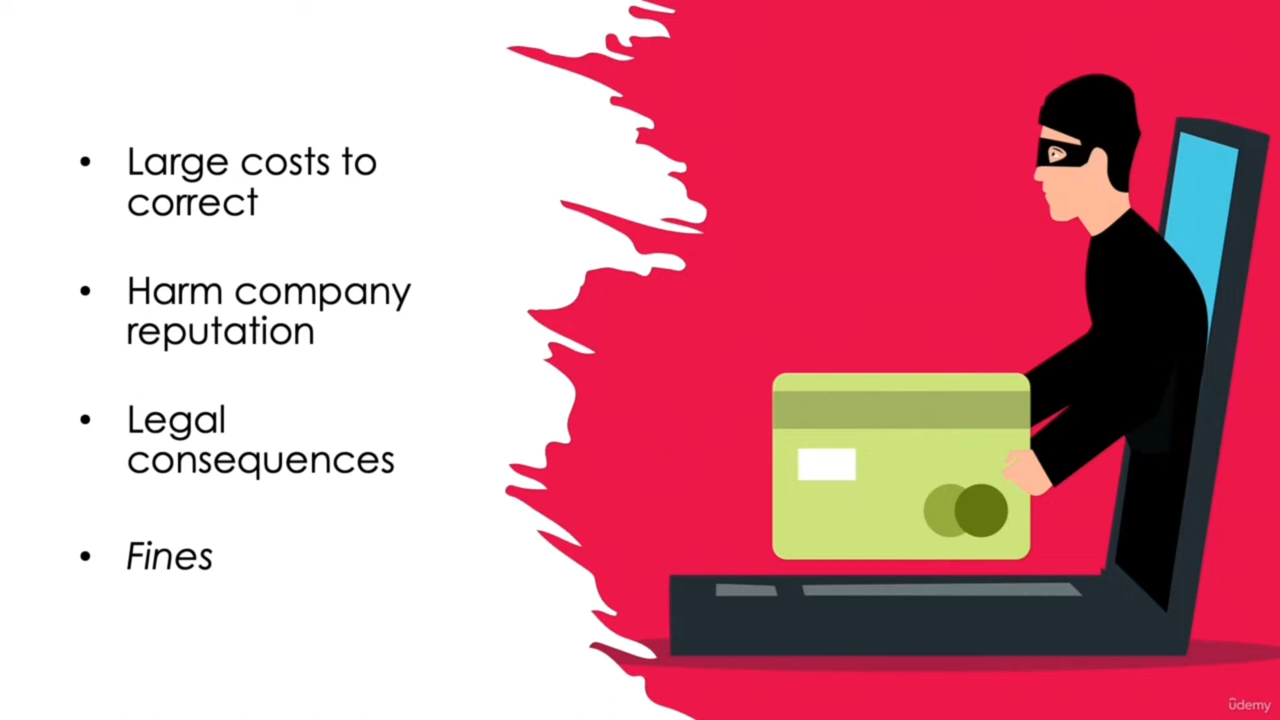 • Large costs to
correct
• Harm company
reputation
• Legal
consequences
• Fines
udemy